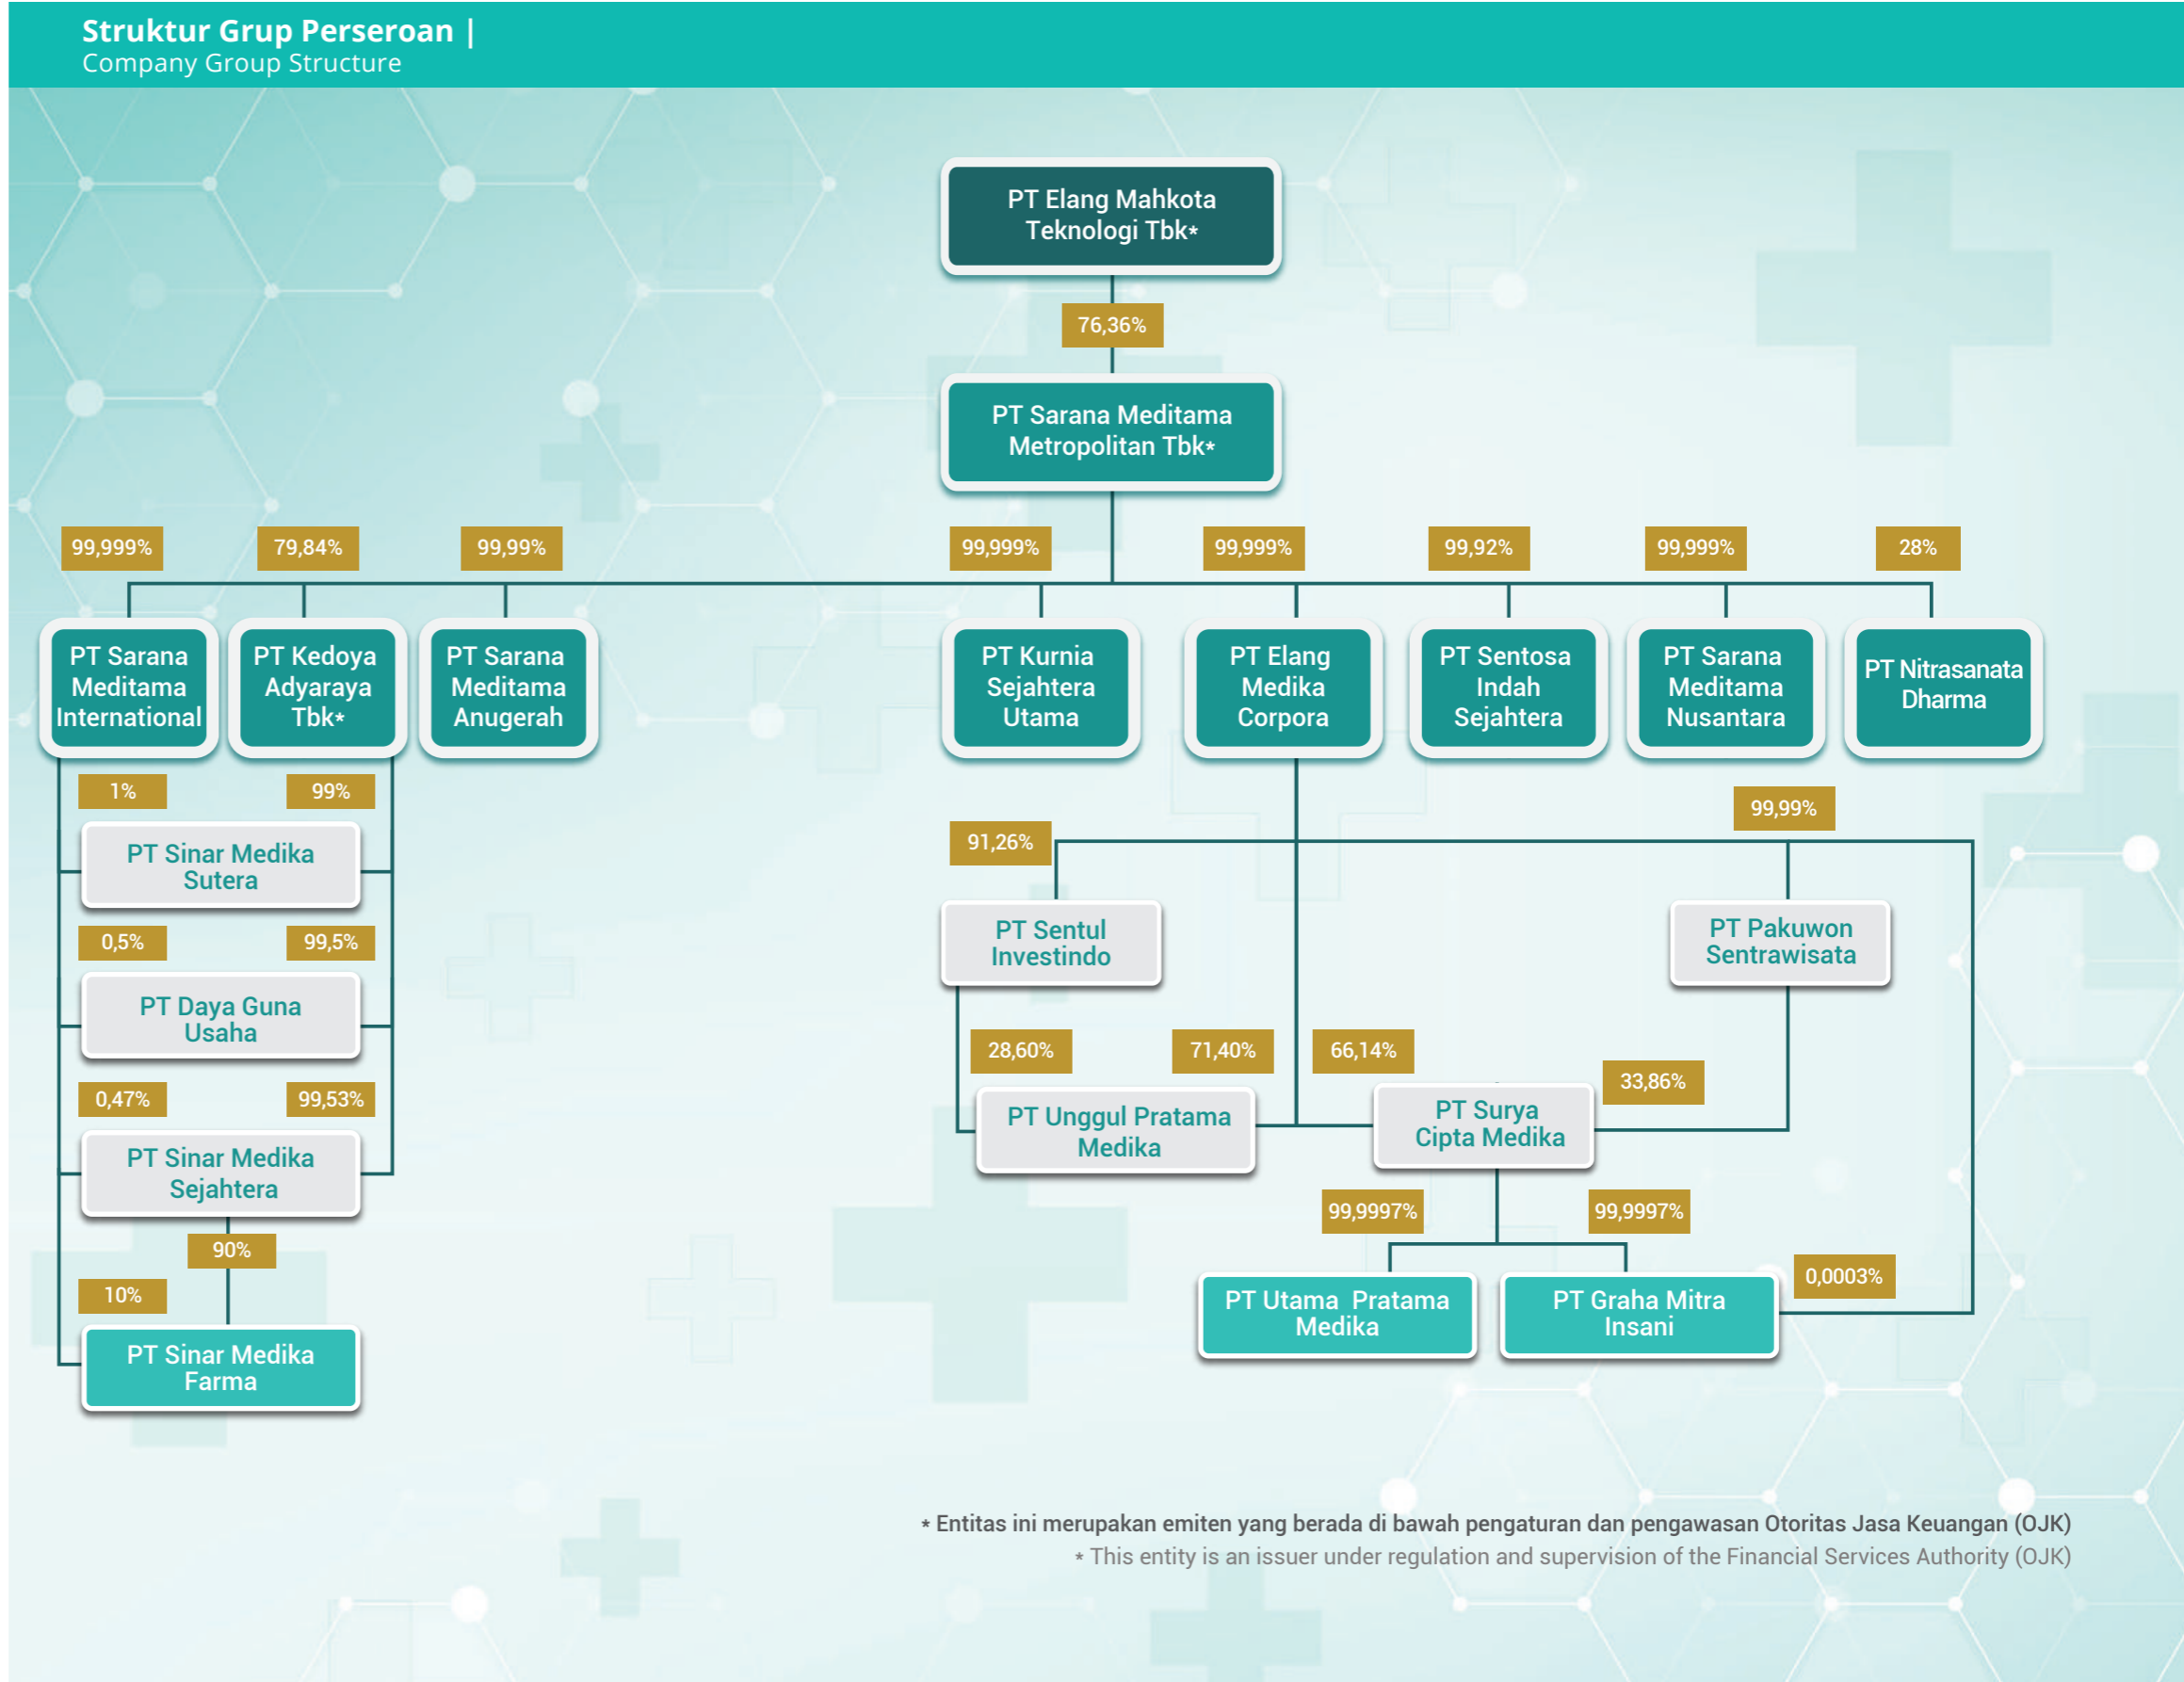 Struktur Grup Perseroan |
Company Group Structure
PT Elang Mahkota
Teknologi Tbk*
76,36%
PT Sarana Meditama
Metropolitan Tbk*
99,999%
79,84%
99,99%
99,999%
99,999%
99,92%
99,999%
28%
PT Sarana
Meditama
International
PT Kedoya
Adyaraya
Tbk*
PT Sarana
Meditama
Anugerah
PT Kurnia
Sejahtera
Utama
PT Elang
Medika
Corpora
PT Sentosa
Indah
Sejahtera
PT Sarana
Meditama
Nusantara
PT Nitrasanata
Dharma
1%
99%
PT Sinar Medika
Sutera
0,5%
99,5%
PT Daya Guna
Usaha
0,47%
99,53%
PT Sinar Medika
Sejahtera
90%
10%
PT Sinar Medika
Farma
91,26%
99,99%
PT Sentul
Investindo
PT Pakuwon
Sentrawisata
28,60%
71,40%
66,14%
33,86%
PT Unggul Pratama
Medika
PT Surya
Cipta Medika
99,9997%
99,9997%
0,0003%
PT Utama Pratama
Medika
PT Graha Mitra
Insani
* Entitas ini merupakan emiten yang berada di bawah pengaturan dan pengawasan Otoritas Jasa Keuangan (OJK)
* This entity is an issuer under regulation and supervision of the Financial Services Authority (OJK)